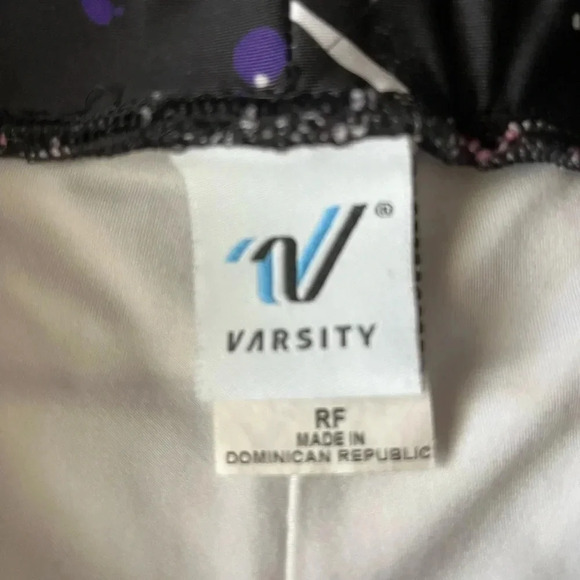 ®
VARSITY
RF
MADE IN
DOMINICAN REPUBLIC